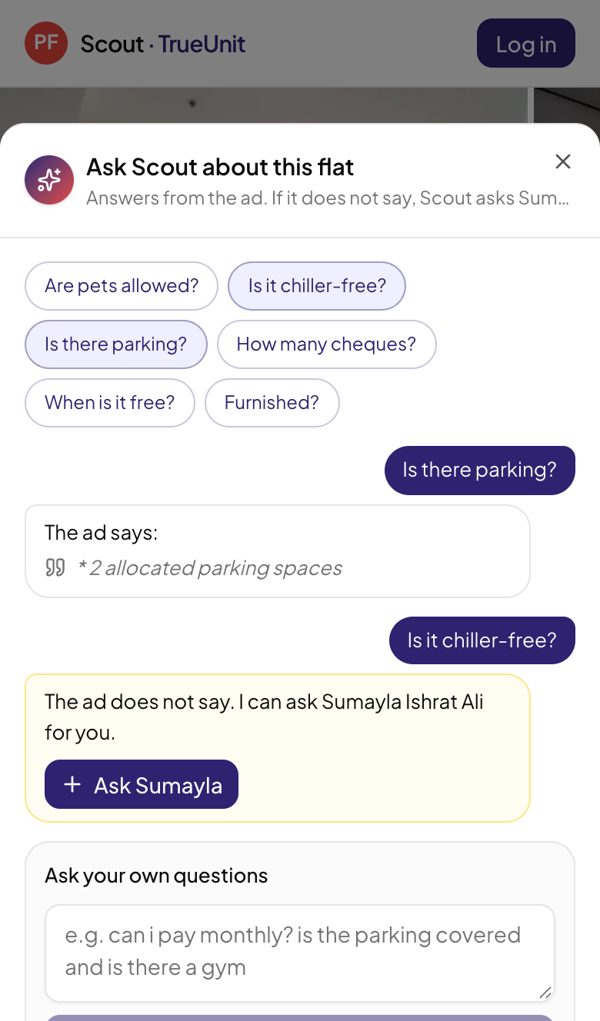 PF Scout · TrueUnit Log in
Ask Scout about this flat
Answers from the ad. If it does not say, Scout asks Sum...
Are pets allowed? Is it chiller-free?
Is there parking? How many cheques?
When is it free? Furnished?
Is there parking?
The ad says:
* 2 allocated parking spaces
Is it chiller-free?
The ad does not say. I can ask Sumayla Ishrat Ali
for you.
+ Ask Sumayla
Ask your own questions
e.g. can i pay monthly? is the parking covered
and is there a gym